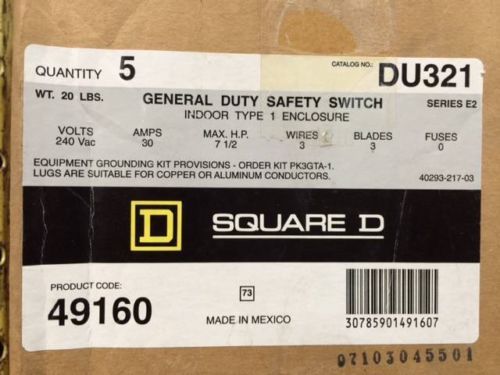 QUANTITY 5
CATALOG NO.: DU321
WT. 20 LBS. GENERAL DUTY SAFETY SWITCH SERIES E2
INDOOR TYPE 1 ENCLOSURE
VOLTS AMPS MAX. H.P. WIRES BLADES FUSES
240 Vac 30 7 1/2 3 3 0
EQUIPMENT GROUNDING KIT PROVISIONS - ORDER KIT PK3GTA-1.
LUGS ARE SUITABLE FOR COPPER OR ALUMINUM CONDUCTORS. 40293-217-03
D SQUARE D
PRODUCT CODE:
49160
73
MADE IN MEXICO
30785901491607
07103045501